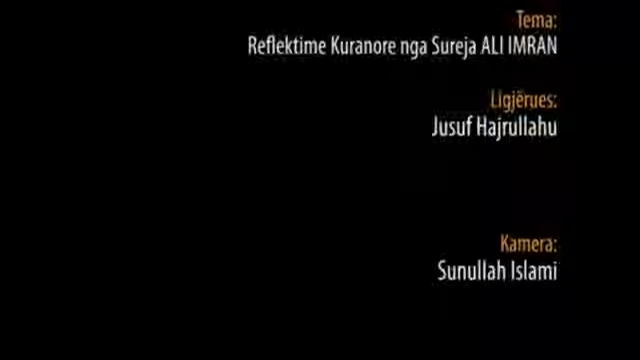 Tema:
Reflektime Kuranore nga Sureja ALI IMRAN
Ligjërues:
Jusuf Hajrullahu
Kamera:
Sunullah Islami